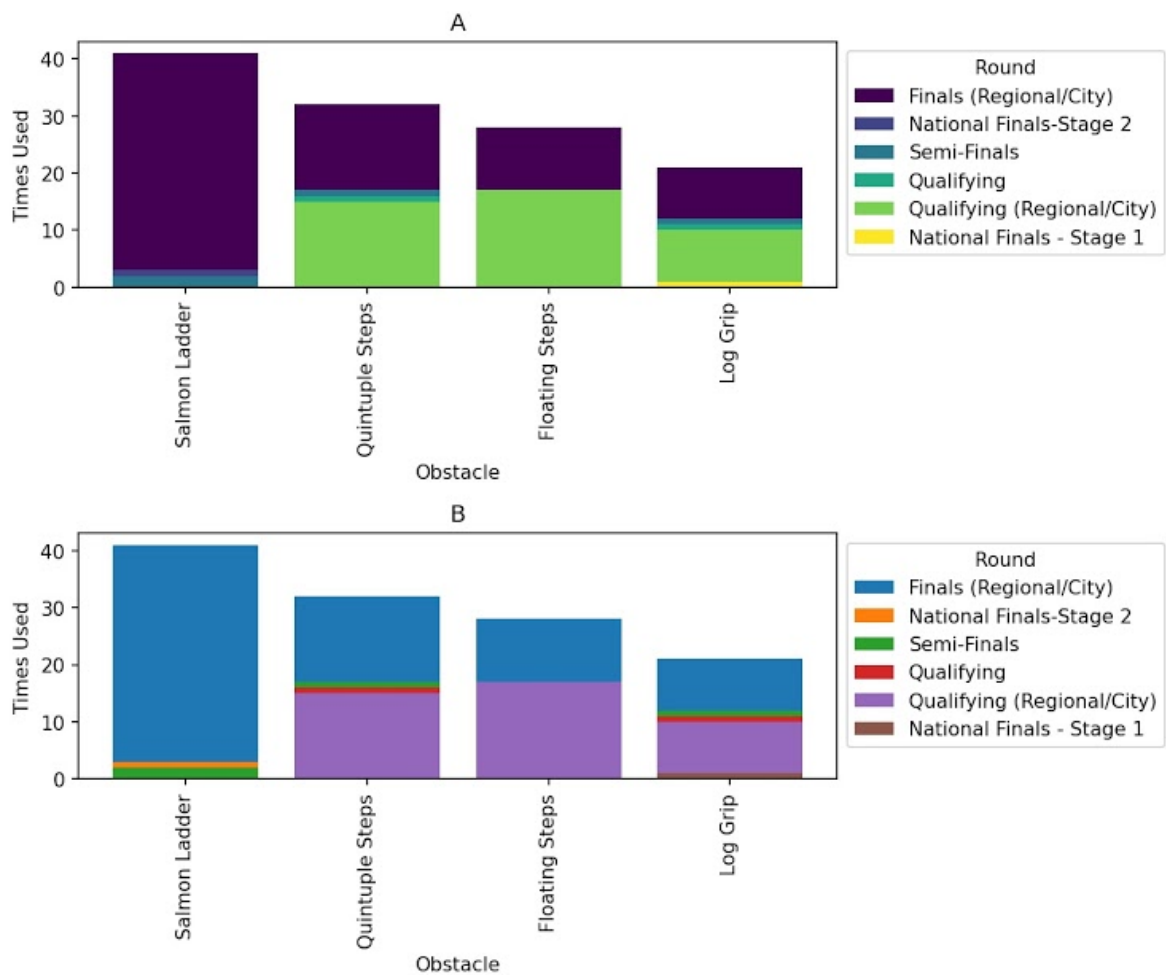 A
Times Used
40
30
20
10
0
Salmon Ladder
Quintuple Steps
Floating Steps
Log Grip
Obstacle
Round
Finals (Regional/City)
National Finals-Stage 2
Semi-Finals
Qualifying
Qualifying (Regional/City)
National Finals - Stage 1
B
Times Used
40
30
20
10
0
Salmon Ladder
Quintuple Steps
Floating Steps
Log Grip
Obstacle
Round
Finals (Regional/City)
National Finals-Stage 2
Semi-Finals
Qualifying
Qualifying (Regional/City)
National Finals - Stage 1